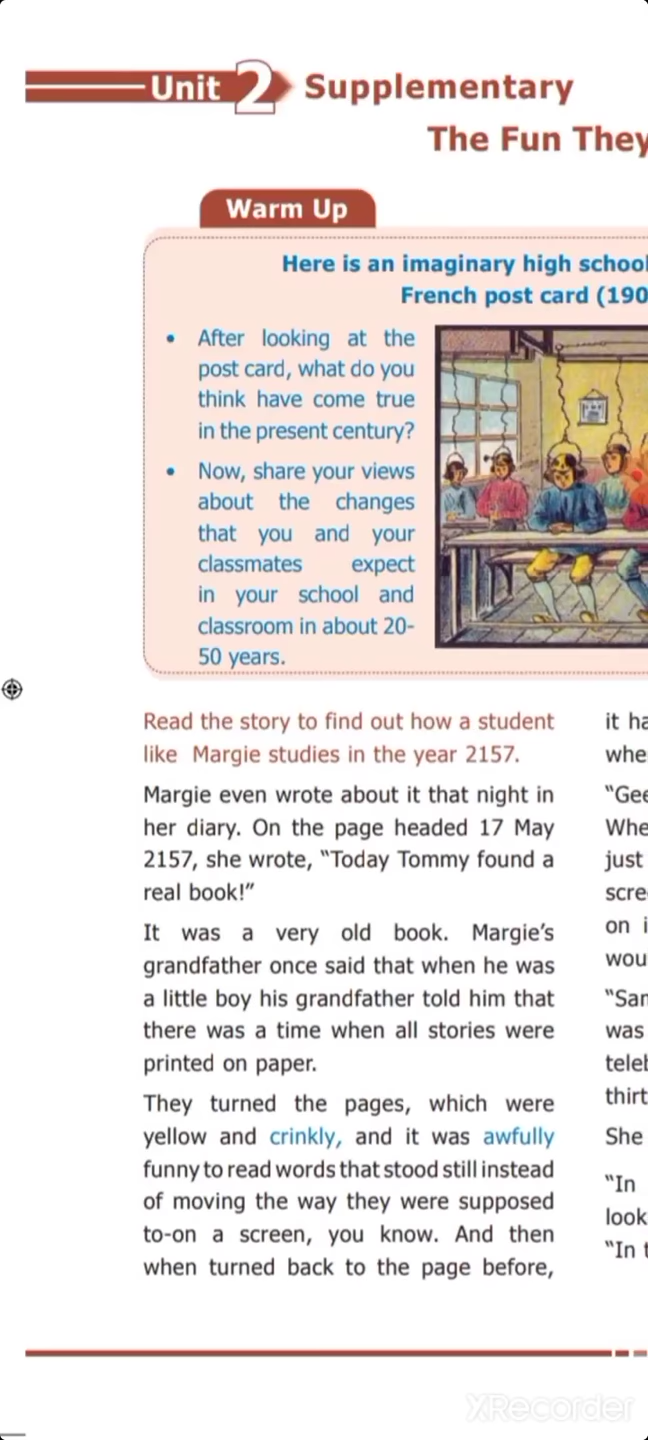 Unit 2 Supplementary
The Fun They
Warm Up
Here is an imaginary high school
French post card (190
• After looking at the
post card, what do you
think have come true
in the present century?
• Now, share your views
about the changes
that you and your
classmates expect
in your school and
classroom in about 20-
50 years.
Read the story to find out how a student
like Margie studies in the year 2157.
Margie even wrote about it that night in
her diary. On the page headed 17 May
2157, she wrote, “Today Tommy found a
real book!”
It was a very old book. Margie’s
grandfather once said that when he was
a little boy his grandfather told him that
there was a time when all stories were
printed on paper.
They turned the pages, which were
yellow and crinkly, and it was awfully
funny to read words that stood still instead
of moving the way they were supposed
to-on a screen, you know. And then
when turned back to the page before,
it ha
whe
“Gee
Whe
just
scre
on i
wou
“San
was
teleb
thirt
She
“In
look
“In t
XRecorder